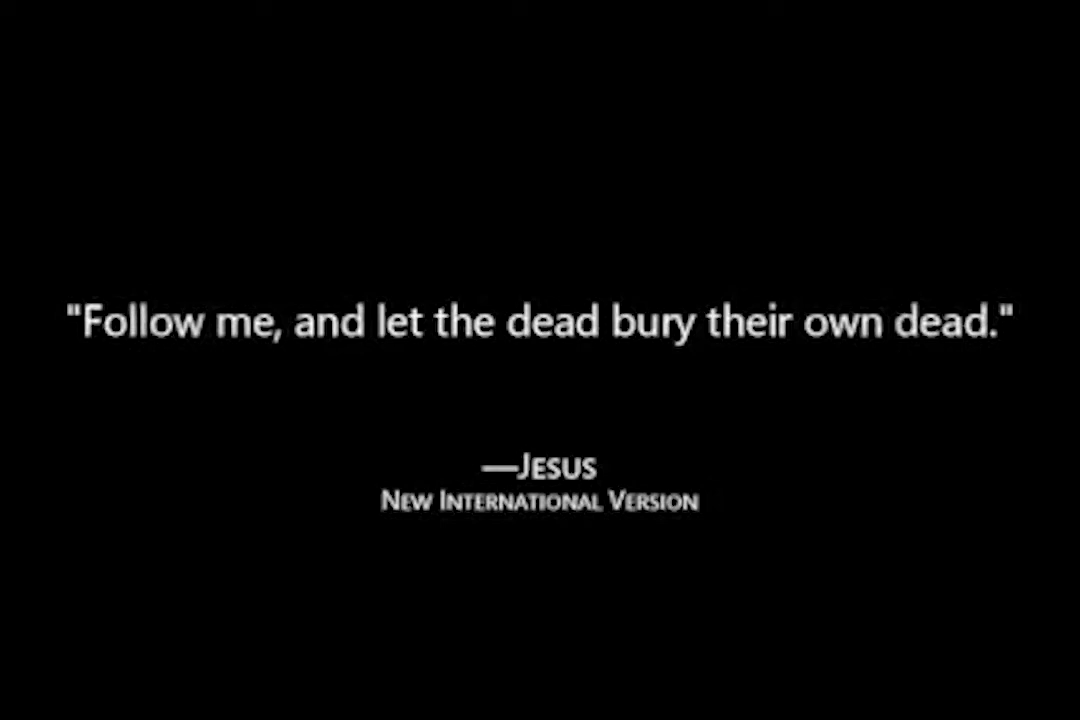 "Follow me, and let the dead bury their own dead."
—JESUS
NEW INTERNATIONAL VERSION